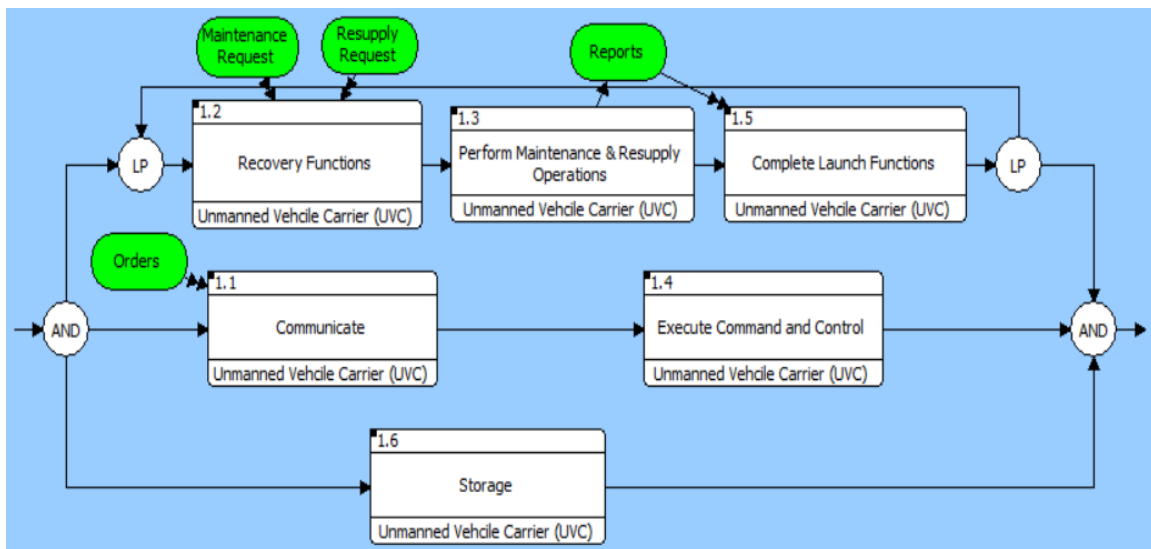 Maintenance
Request
Resupply
Request
Reports
1.2
Recovery Functions
Unmanned Vehcile Carrier (UVC)
1.3
Perform Maintenance & Resupply
Operations
Unmanned Vehcile Carrier (UVC)
1.5
Complete Launch Functions
Unmanned Vehcile Carrier (UVC)
LP
LP
Orders
AND
1.1
Communicate
Unmanned Vehcile Carrier (UVC)
1.4
Execute Command and Control
Unmanned Vehcile Carrier (UVC)
AND
1.6
Storage
Unmanned Vehcile Carrier (UVC)